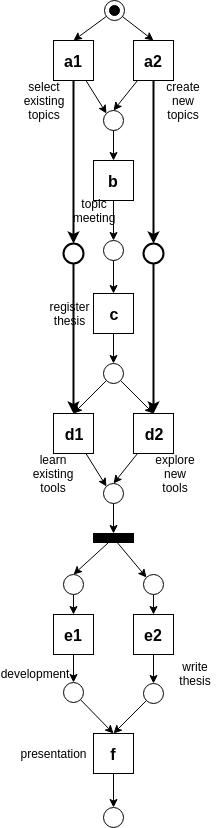 a1
a2
select
existing
topics
create
new
topics
b
topic
meeting
register
thesis
c
d1
d2
learn
existing
tools
explore
new
tools
e1
e2
development
write
thesis
presentation
f